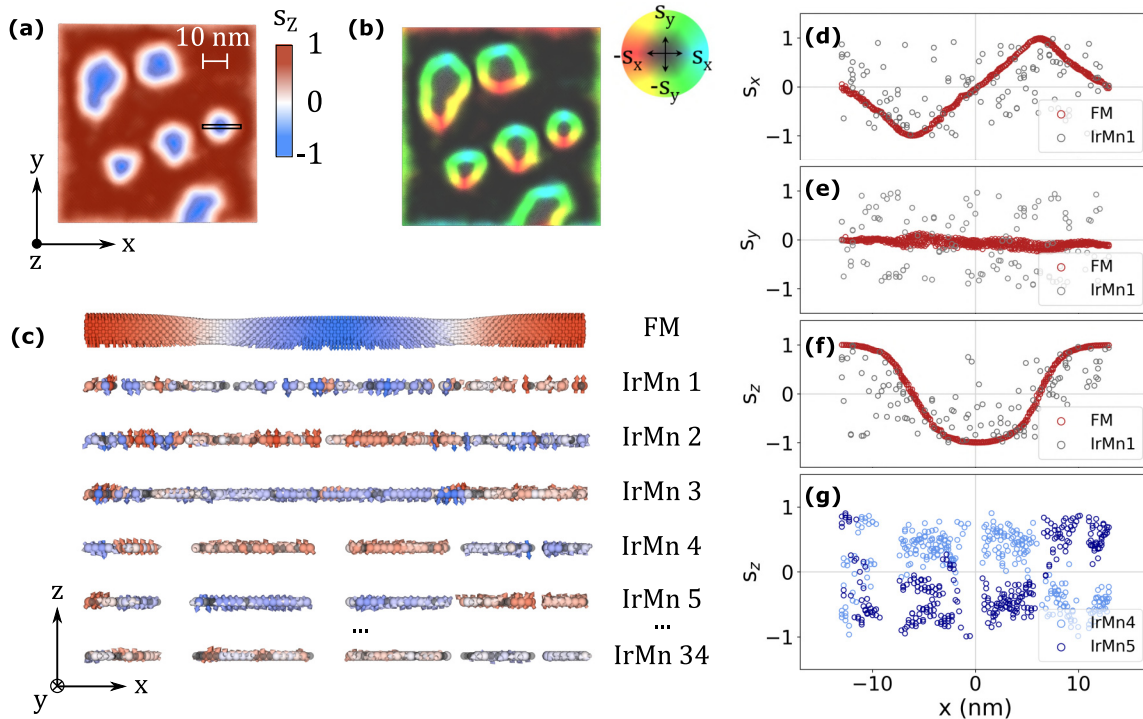 (a)
10 nm
s_z
1
0
-1
y
x
z
(b)
s_y
-s_x
s_x
-s_y
(c)
FM
IrMn 1
IrMn 2
IrMn 3
IrMn 4
IrMn 5
...
...
IrMn 34
z
y
x
(d)
s_x
1
0
−1
FM
IrMn1
(e)
s_y
1
0
−1
FM
IrMn1
(f)
s_z
1
0
−1
FM
IrMn1
(g)
s_z
1
0
−1
IrMn4
IrMn5
−10
0
10
x (nm)